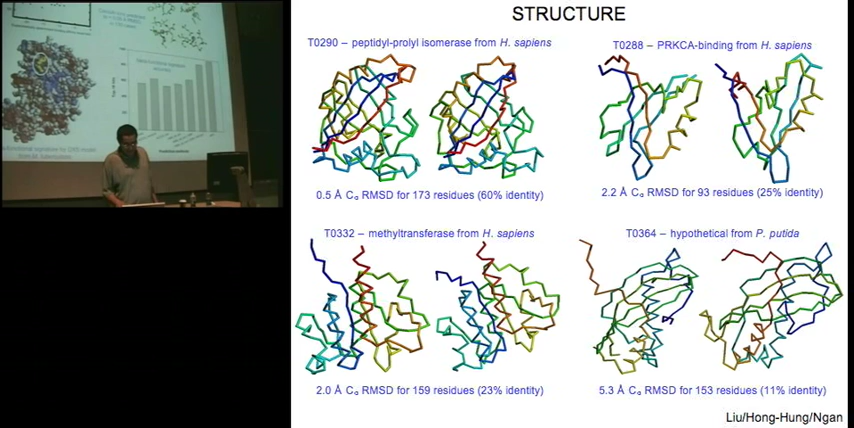 STRUCTURE
T0290 – peptidyl-prolyl isomerase from H. sapiens
T0288 – PRKCA-binding from H. sapiens
0.5 Å Cα RMSD for 173 residues (60% identity)
2.2 Å Cα RMSD for 93 residues (25% identity)
T0332 – methyltransferase from H. sapiens
T0364 – hypothetical from P. putida
2.0 Å Cα RMSD for 159 residues (23% identity)
5.3 Å Cα RMSD for 153 residues (11% identity)
Liu/Hong-Hung/Ngan